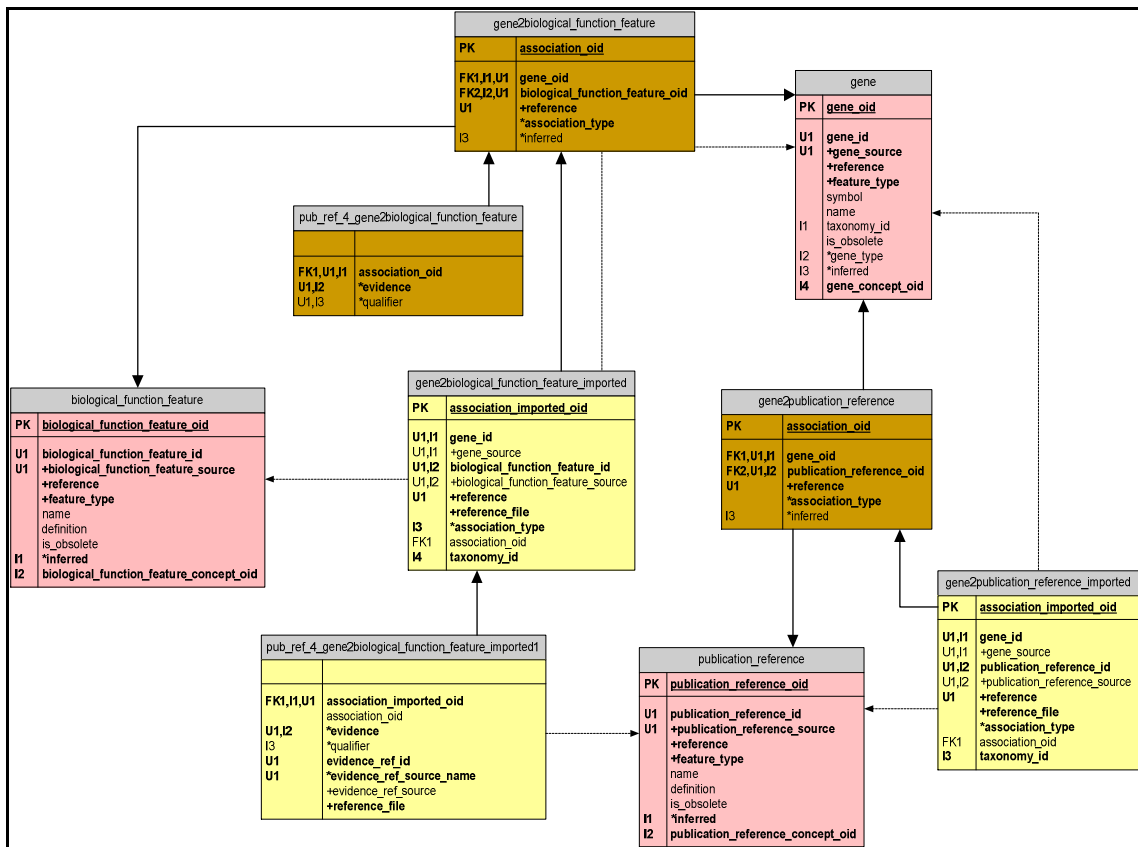 gene2biological_function_feature
PK association_oid
FK1,I1,U1 gene_oid
FK2,I2,U1 biological_function_feature_oid
U1 +reference
*association_type
I3 *inferred
gene
PK gene_oid
U1 gene_id
U1 +gene_source
+reference
+feature_type
symbol
name
I1 taxonomy_id
is_obsolete
I2 *gene_type
I3 *inferred
I4 gene_concept_oid
pub_ref_4_gene2biological_function_feature
FK1,U1,I1 association_oid
U1,I2 *evidence
U1,I3 *qualifier
biological_function_feature
PK biological_function_feature_oid
U1 biological_function_feature_id
U1 +biological_function_feature_source
+reference
+feature_type
name
definition
is_obsolete
I1 *inferred
I2 biological_function_feature_concept_oid
gene2biological_function_feature_imported
PK association_imported_oid
U1,I1 gene_id
U1,I1 +gene_source
U1,I2 biological_function_feature_id
U1,I2 +biological_function_feature_source
U1 +reference
+reference_file
I3 *association_type
FK1 association_oid
I4 taxonomy_id
gene2publication_reference
PK association_oid
FK1,U1,I1 gene_oid
FK2,U1,I2 publication_reference_oid
U1 +reference
*association_type
I3 *inferred
gene2publication_reference_imported
PK association_imported_oid
U1,I1 gene_id
U1,I1 +gene_source
U1,I2 publication_reference_id
U1,I2 +publication_reference_source
U1 +reference
+reference_file
*association_type
FK1 association_oid
I3 taxonomy_id
pub_ref_4_gene2biological_function_feature_imported1
FK1,I1,U1 association_imported_oid
association_oid
U1,I2 *evidence
I3 *qualifier
U1 evidence_ref_id
U1 *evidence_ref_source_name
+evidence_ref_source
+reference_file
publication_reference
PK publication_reference_oid
U1 publication_reference_id
U1 +publication_reference_source
+reference
+feature_type
name
definition
is_obsolete
I1 *inferred
I2 publication_reference_concept_oid